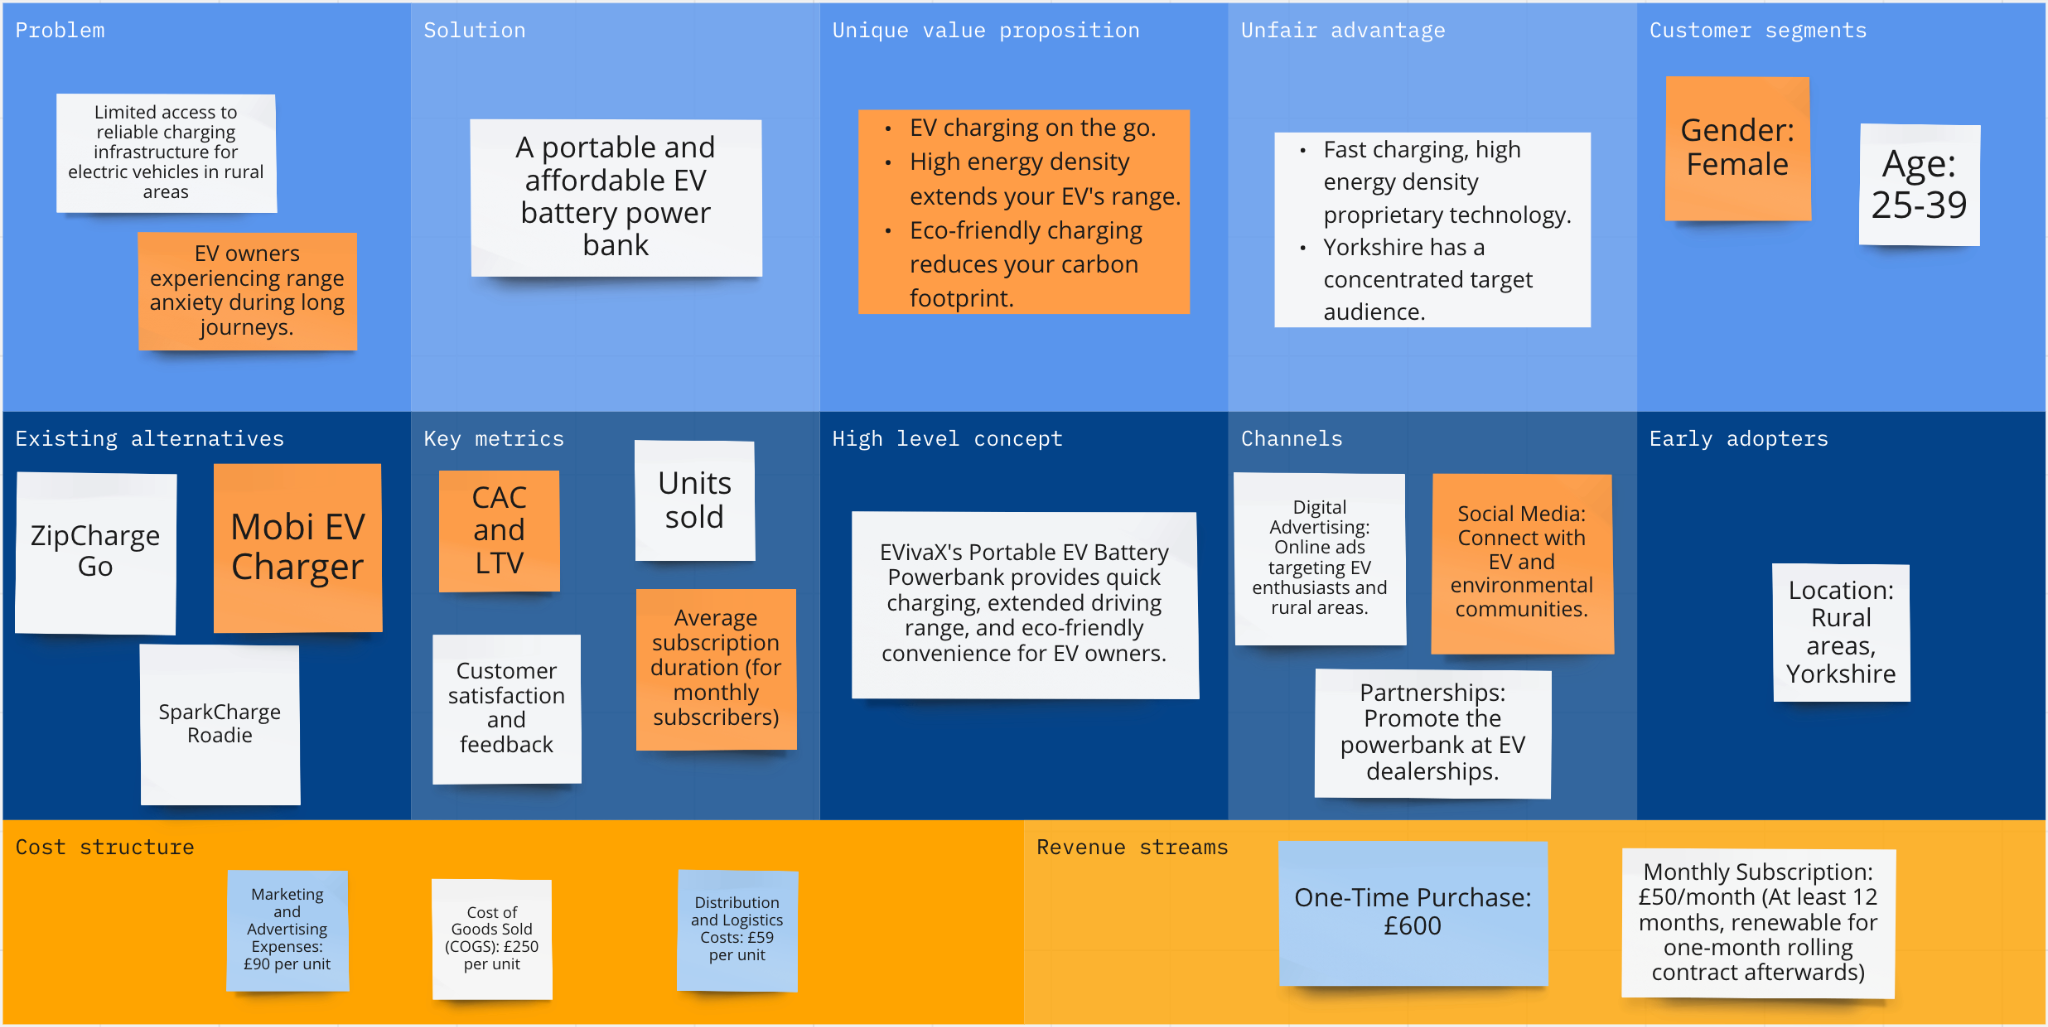 Problem
Limited access to
reliable charging
infrastructure for
electric vehicles in rural
areas
EV owners
experiencing range
anxiety during long
journeys.
Solution
A portable and
affordable EV
battery power
bank
Unique value proposition
• EV charging on the go.
• High energy density
extends your EV's range.
• Eco-friendly charging
reduces your carbon
footprint.
Unfair advantage
• Fast charging, high
energy density
proprietary technology.
• Yorkshire has a
concentrated target
audience.
Customer segments
Gender:
Female
Age:
25-39
Existing alternatives
ZipCharge
Go
Mobi EV
Charger
SparkCharge
Roadie
Key metrics
CAC
and
LTV
Units
sold
Customer
satisfaction
and
feedback
Average
subscription
duration (for
monthly
subscribers)
High level concept
EVivaX's Portable EV Battery
Powerbank provides quick
charging, extended driving
range, and eco-friendly
convenience for EV owners.
Channels
Digital
Advertising:
Online ads
targeting EV
enthusiasts and
rural areas.
Social Media:
Connect with
EV and
environmental
communities.
Partnerships:
Promote the
powerbank at EV
dealerships.
Early adopters
Location:
Rural
areas,
Yorkshire
Cost structure
Marketing
and
Advertising
Expenses:
£90 per unit
Cost of
Goods Sold
(COGS): £250
per unit
Distribution
and Logistics
Costs: £59
per unit
Revenue streams
One-Time Purchase:
£600
Monthly Subscription:
£50/month (At least 12
months, renewable for
one-month rolling
contract afterwards)